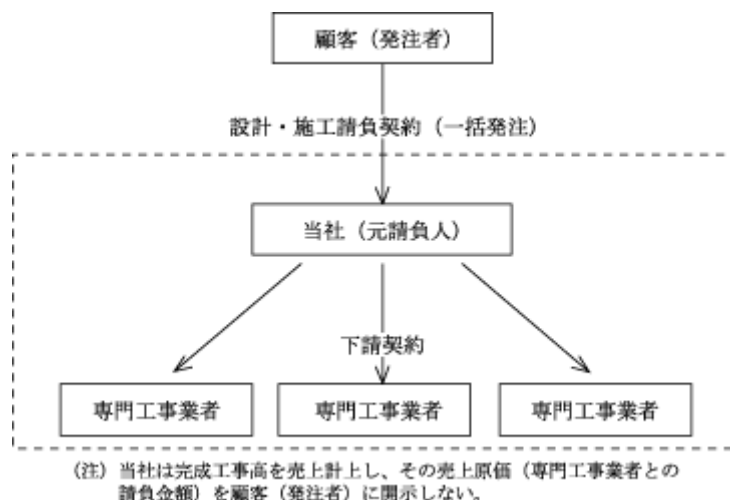 顧客（発注者）
設計・施工請負契約（一括発注）
当社（元請負人）
下請契約
専門工事業者
専門工事業者
専門工事業者
（注）当社は完成工事高を売上計上し、その売上原価（専門工事業者との
請負金額）を顧客（発注者）に開示しない。